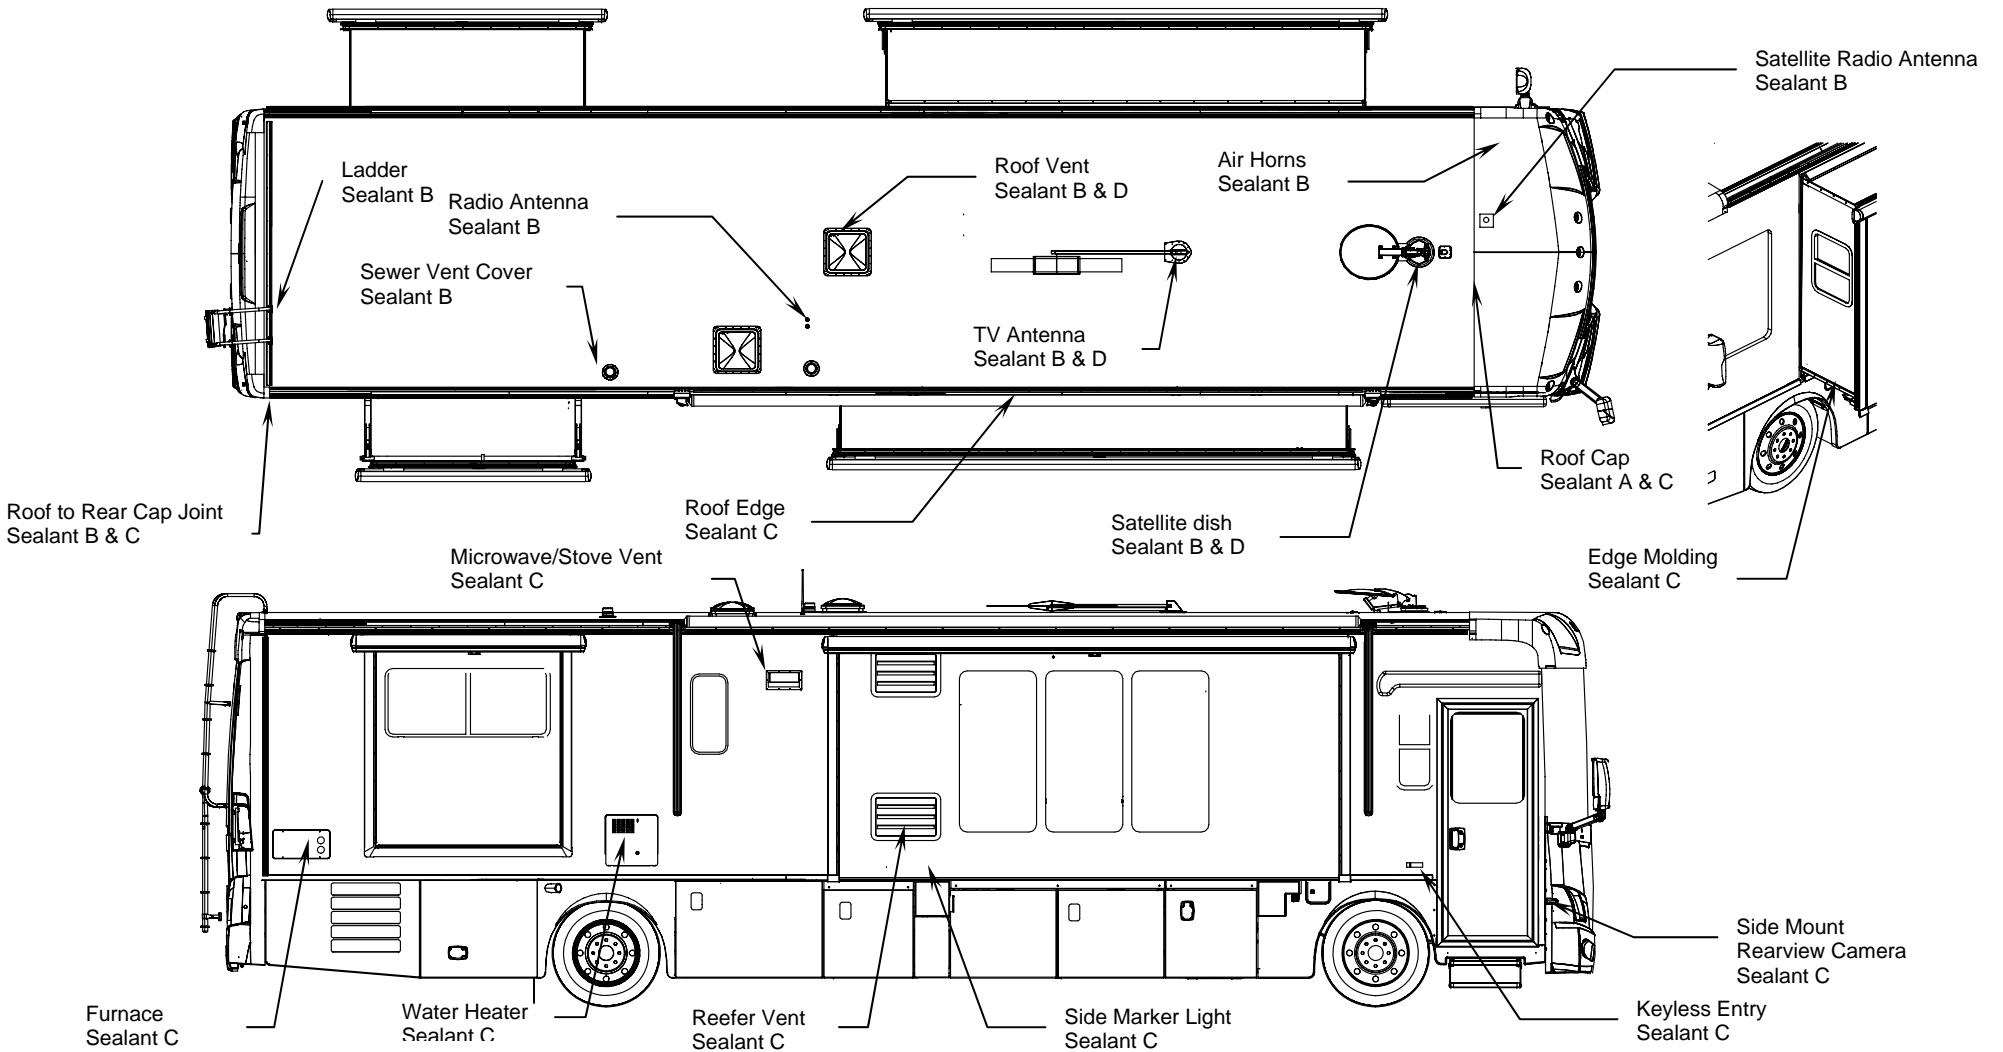 Satellite Radio Antenna
Sealant B
Ladder
Sealant B
Radio Antenna
Sealant B
Roof Vent
Sealant B & D
Air Horns
Sealant B
Sewer Vent Cover
Sealant B
TV Antenna
Sealant B & D
Roof Cap
Sealant A & C
Roof to Rear Cap Joint
Sealant B & C
Roof Edge
Sealant C
Satellite dish
Sealant B & D
Microwave/Stove Vent
Sealant C
Edge Molding
Sealant C
Side Mount
Rearview Camera
Sealant C
Furnace
Sealant C
Water Heater
Sealant C
Reefer Vent
Sealant C
Side Marker Light
Sealant C
Keyless Entry
Sealant C